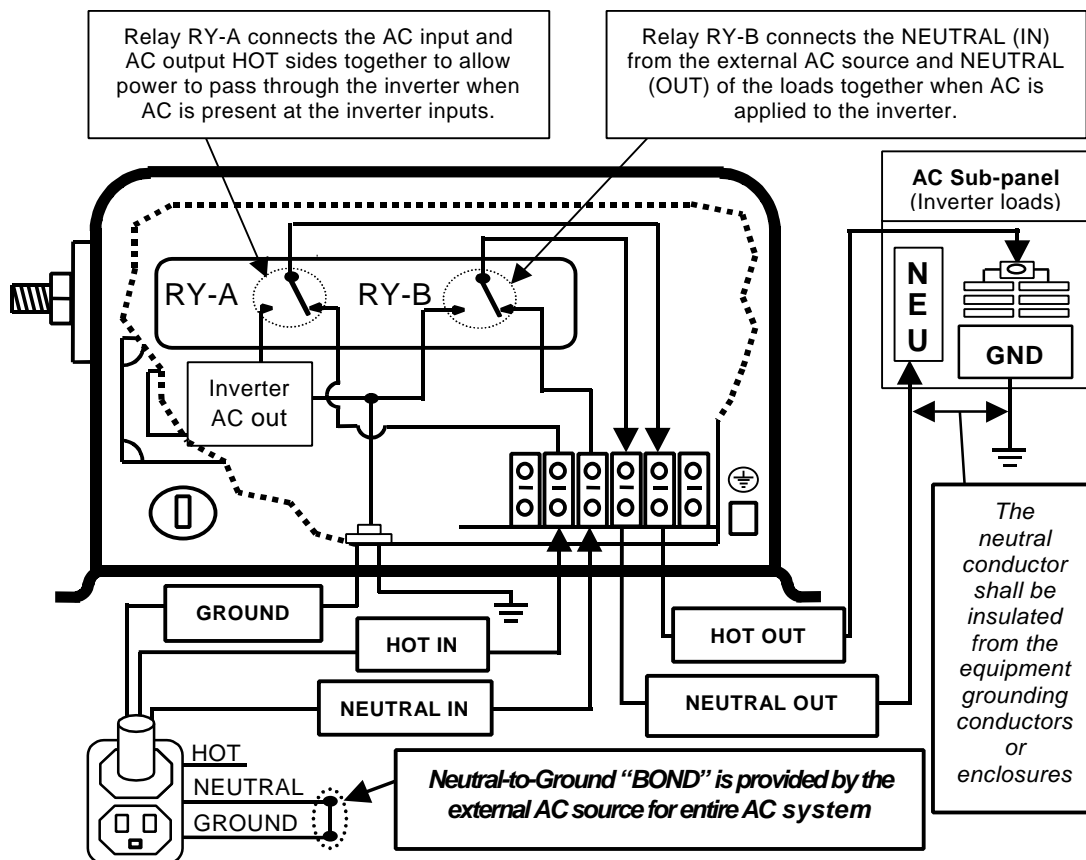 Relay RY-A connects the AC input and
AC output HOT sides together to allow
power to pass through the inverter when
AC is present at the inverter inputs.
Relay RY-B connects the NEUTRAL (IN)
from the external AC source and NEUTRAL
(OUT) of the loads together when AC is
applied to the inverter.
AC Sub-panel
(Inverter loads)
NEU
GND
RY-A
RY-B
Inverter
AC out
The
neutral
conductor
shall be
insulated
from the
equipment
grounding
conductors
or
enclosures
GROUND
HOT IN
NEUTRAL IN
HOT OUT
NEUTRAL OUT
HOT
NEUTRAL
GROUND
Neutral-to-Ground “BOND” is provided by the
external AC source for entire AC system